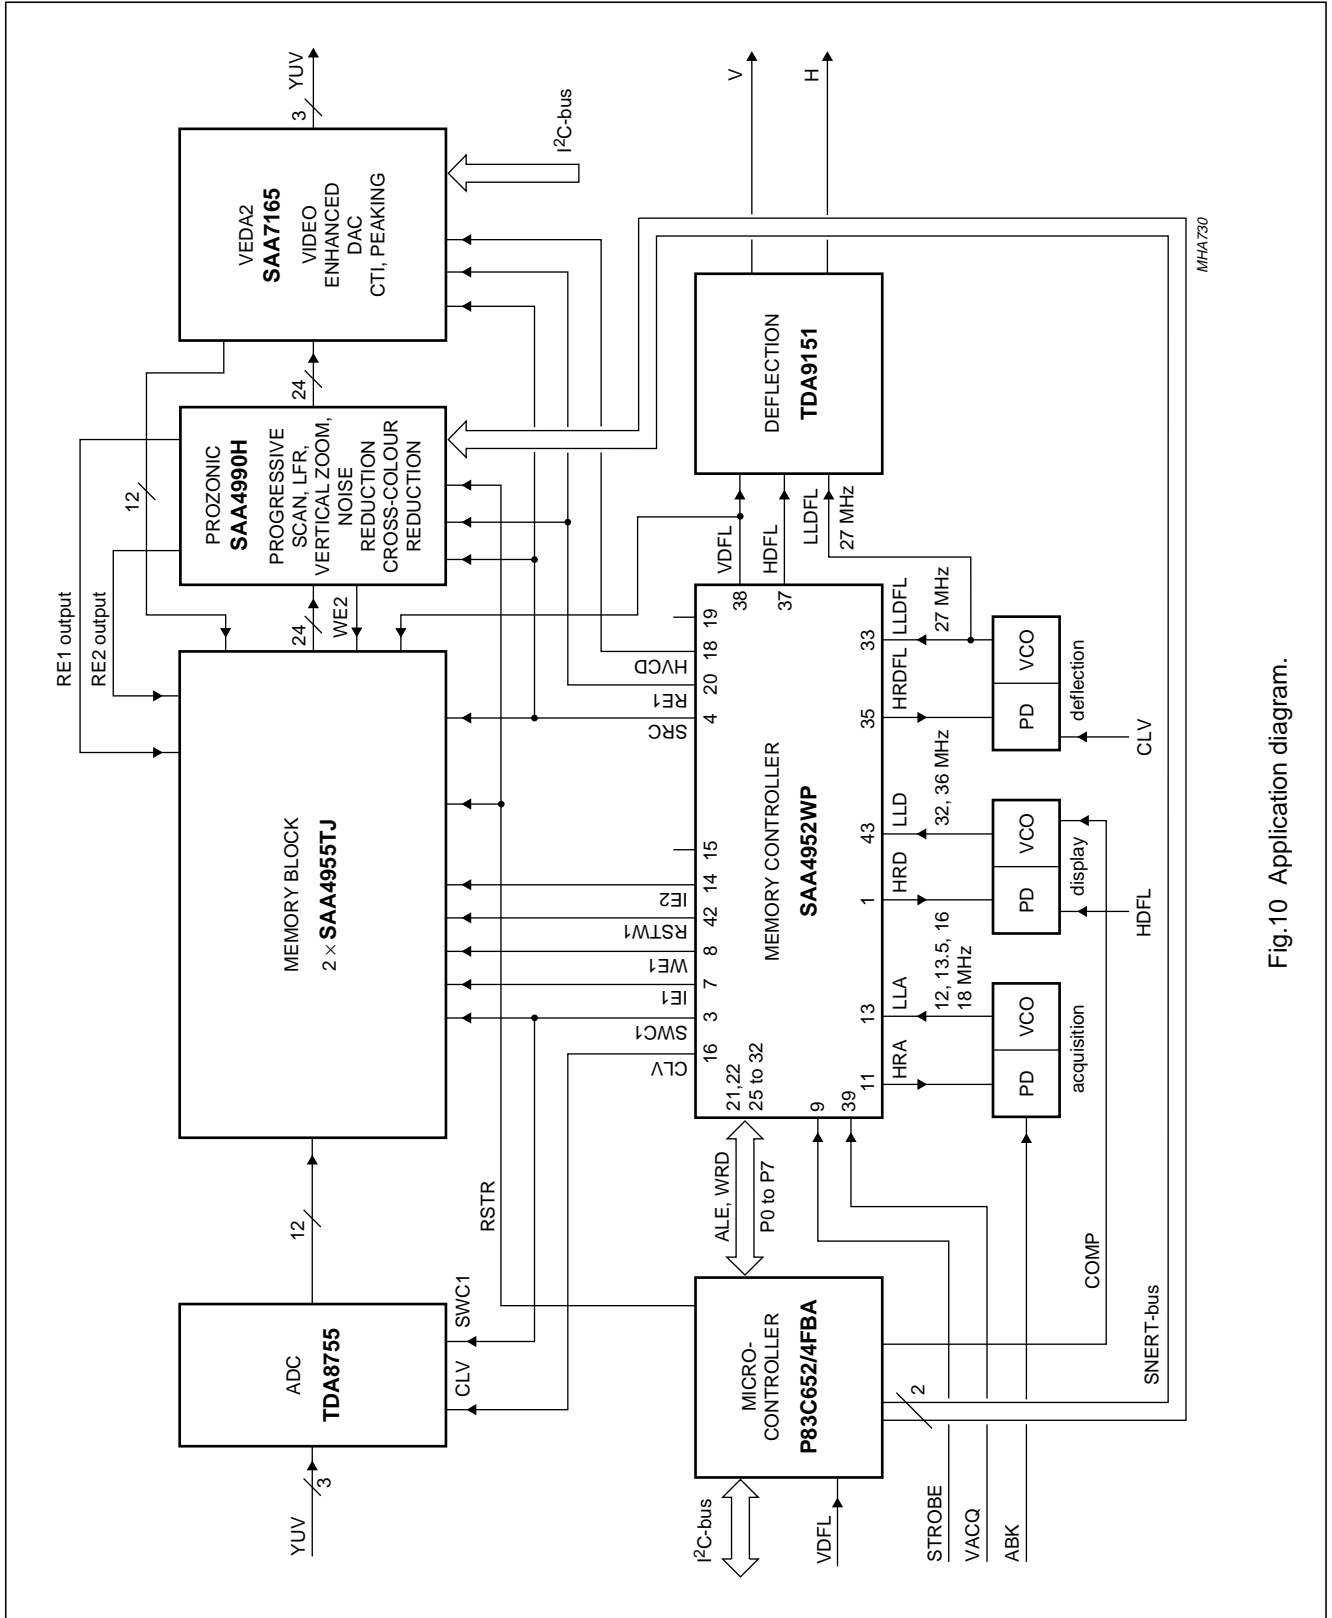 YUV
3
ADC
TDA8755
CLV
SWC1
12
MEMORY BLOCK
2 × SAA4955TJ
RE1 output
RE2 output
12
24
WE2
PROZONIC
SAA4990H
PROGRESSIVE
SCAN, LFR,
VERTICAL ZOOM,
NOISE
REDUCTION
CROSS-COLOUR
REDUCTION
24
VEDA2
SAA7165
VIDEO
ENHANCED
DAC
CTI, PEAKING
3
YUV
I2C-bus
RSTR
CLV
SWC1
IE1
WE1
RSTW1
IE2
SRC
RE1
HVCD
16
3
7
8
42
14
15
4
20
18
19
I2C-bus
VDFL
MICRO-
CONTROLLER
P83C652/4FBA
2
ALE, WRD
P0 to P7
21,22
25 to 32
9
39
MEMORY CONTROLLER
SAA4952WP
11
13
1
43
35
33
38
37
VDFL
HDFL
LLDFL
27 MHz
DEFLECTION
TDA9151
V
H
HRA
LLA
12, 13.5, 16
18 MHz
HRD
LLD
32, 36 MHz
HRDFL
LLDFL
27 MHz
PD
VCO
acquisition
PD
VCO
display
PD
VCO
deflection
HDFL
CLV
STROBE
VACQ
ABK
COMP
SNERT-bus
MHA730
Fig.10 Application diagram.